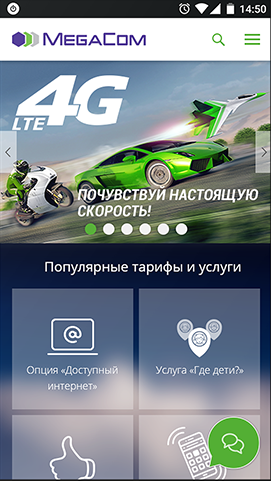 14:50
MEGACOM
4G
LTE
ПОЧУВСТВУЙ НАСТОЯЩУЮ
СКОРОСТЬ!
Популярные тарифы и услуги
@
Опция «Доступный
интернет»
Услуга «Где дети?»